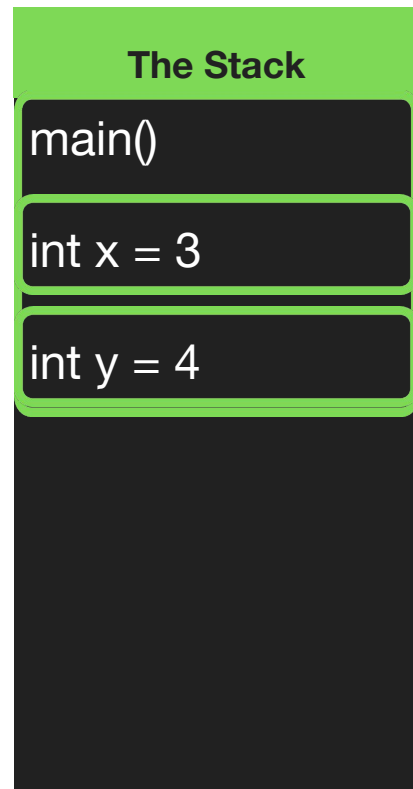 The Stack
main()
int x = 3
int y = 4